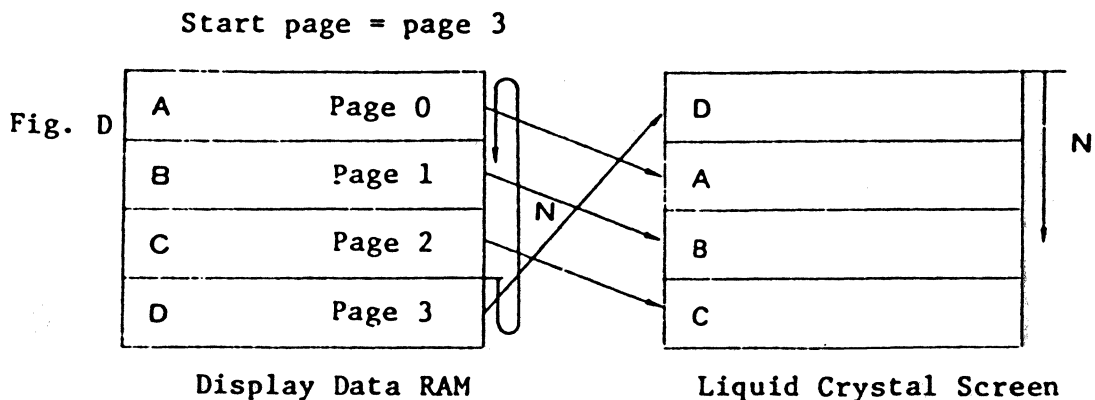 Start page = page 3
Fig. D
A Page 0
B Page 1
C Page 2
D Page 3
N
D
A
B
C
N
Display Data RAM
Liquid Crystal Screen